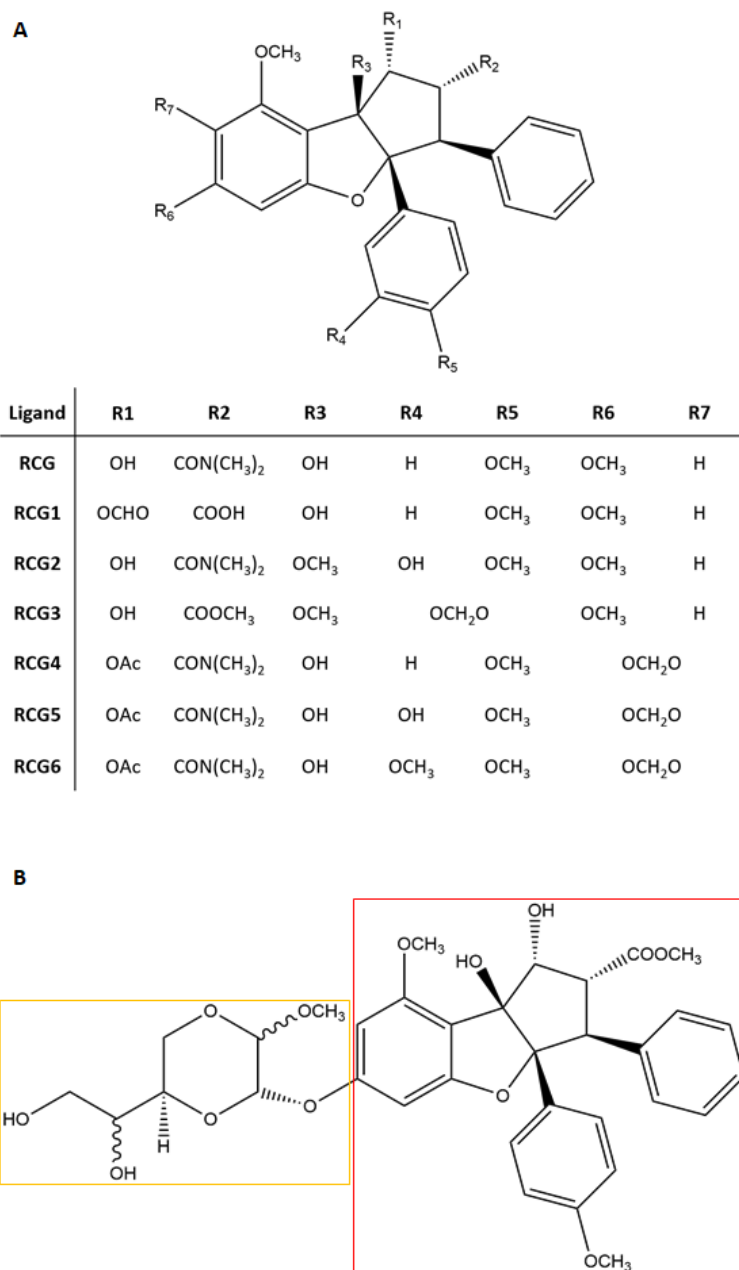 A
R1
OCH3
R3
R2
R7
R6
O
R4
R5
Ligand R1 R2 R3 R4 R5 R6 R7
RCG OH CON(CH3)2 OH H OCH3 OCH3 H
RCG1 OCHO COOH OH H OCH3 OCH3 H
RCG2 OH CON(CH3)2 OCH3 OH OCH3 OCH3 H
RCG3 OH COOCH3 OCH3 OCH2O OCH3 H
RCG4 OAc CON(CH3)2 OH H OCH3 OCH2O
RCG5 OAc CON(CH3)2 OH OH OCH3 OCH2O
RCG6 OAc CON(CH3)2 OH OCH3 OCH3 OCH2O
B
OH
OCH3
HO
COOCH3
O
OCH3
O
HO
O
O
H
OH
OCH3